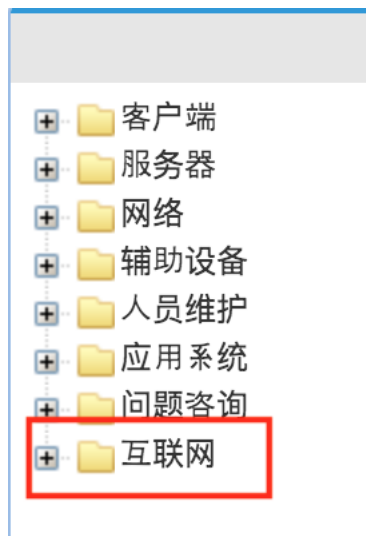 客户端
服务器
网络
辅助设备
人员维护
应用系统
问题咨询
互联网